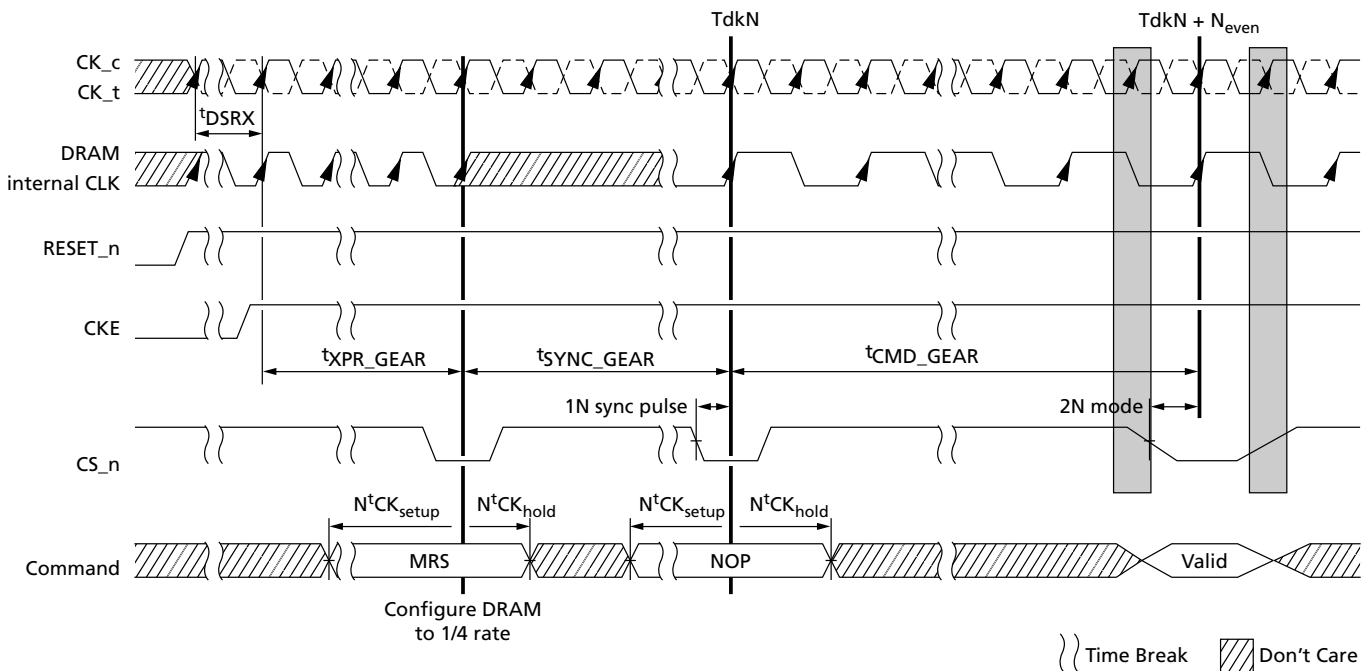 TdkN
TdkN + Neven
CK_c
CK_t
tDSRX
DRAM
internal CLK
RESET_n
CKE
tXPR_GEAR
tSYNC_GEAR
tCMD_GEAR
1N sync pulse
2N mode
CS_n
NtCKsetup
NtCKhold
NtCKsetup
NtCKhold
Command
MRS
NOP
Valid
Configure DRAM
to 1/4 rate
Time Break
Don't Care